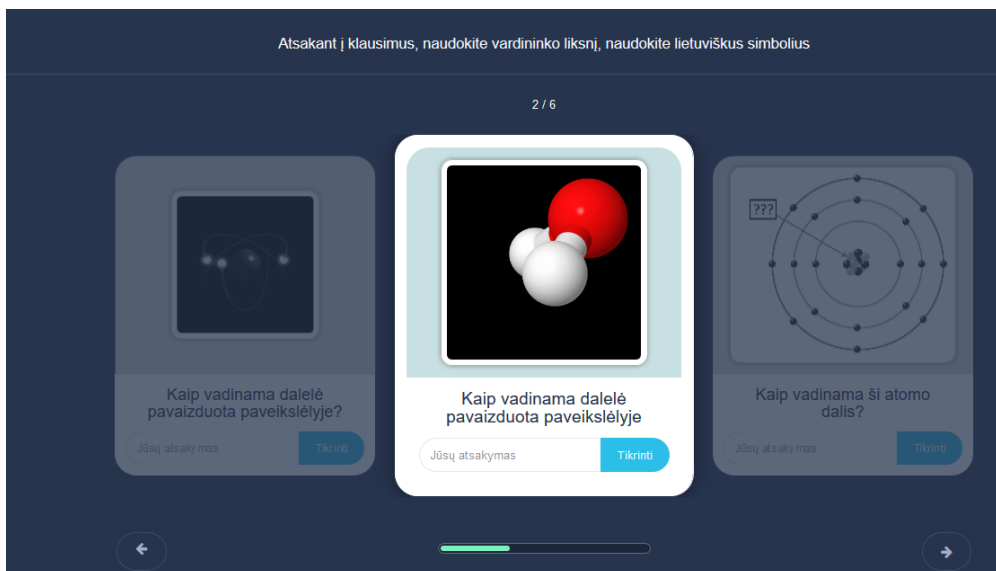 Atsakant į klausimus, naudokite vardininko liksnį, naudokite lietuviškus simbolius
2 / 6
Kaip vadinama dalelė
pavaizduota paveikslėlyje?
Jūsų atsakymas
Tikrinti
Kaip vadinama dalelė
pavaizduota paveikslėlyje
Jūsų atsakymas
Tikrinti
???
Kaip vadinama ši atomo
dalis?
Jūsų atsakymas
Tikrinti